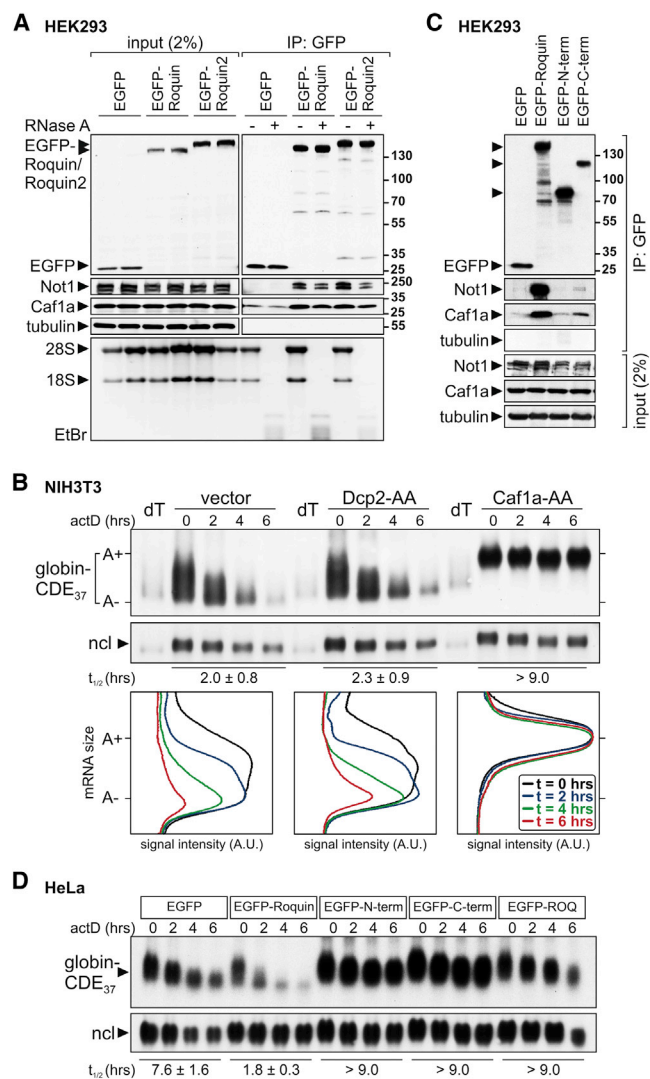 A HEK293
input (2%) IP: GFP
EGFP EGFP-Roquin EGFP-Roquin2 EGFP EGFP-Roquin EGFP-Roquin2
RNase A - + - + - +
EGFP-Roquin/Roquin2
130
100
70
55
35
EGFP 25
Not1 250
Caf1a 35
tubulin 55
28S
18S
EtBr
C HEK293
EGFP EGFP-Roquin EGFP-N-term EGFP-C-term
130
100
70
55
35
EGFP 25
Not1
Caf1a
tubulin
IP: GFP
Not1
Caf1a
tubulin
input (2%)
B NIH3T3
vector Dcp2-AA Caf1a-AA
actD (hrs) dT 0 2 4 6 dT 0 2 4 6 dT 0 2 4 6
globin-CDE37
A+
A-
ncl
t1/2 (hrs) 2.0 ± 0.8 2.3 ± 0.9 > 9.0
mRNA size
A+
A-
t = 0 hrs
t = 2 hrs
t = 4 hrs
t = 6 hrs
signal intensity (A.U.) signal intensity (A.U.) signal intensity (A.U.)
D HeLa
EGFP EGFP-Roquin EGFP-N-term EGFP-C-term EGFP-ROQ
actD (hrs) 0 2 4 6 0 2 4 6 0 2 4 6 0 2 4 6 0 2 4 6
globin-CDE37
ncl
t1/2 (hrs) 7.6 ± 1.6 1.8 ± 0.3 > 9.0 > 9.0 > 9.0